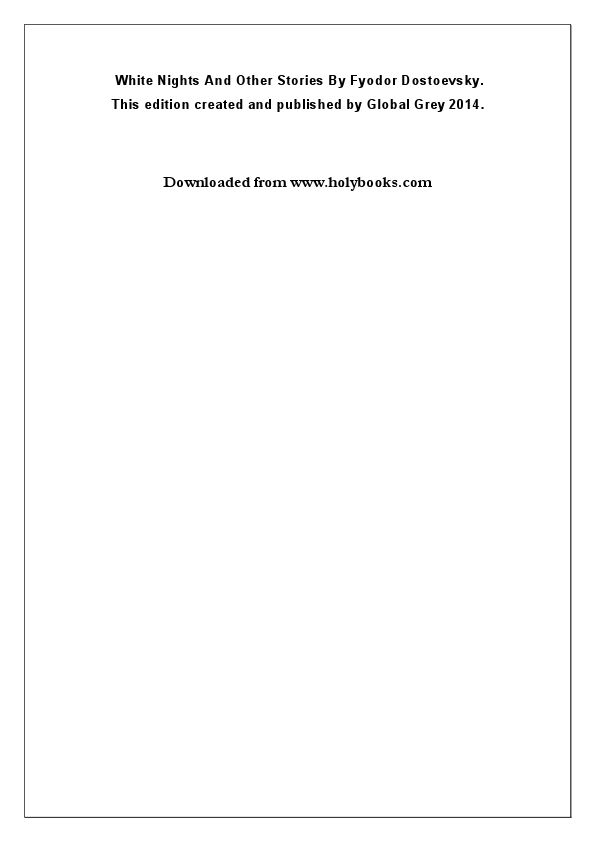 White Nights And Other Stories By Fyodor Dostoevsky.
This edition created and published by Global Grey 2014.
Downloaded from www.holybooks.com